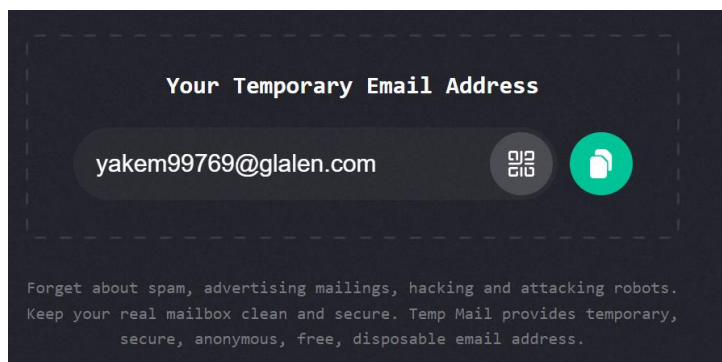 Your Temporary Email Address
yakem99769@glalen.com
Forget about spam, advertising mailings, hacking and attacking robots.
Keep your real mailbox clean and secure. Temp Mail provides temporary,
secure, anonymous, free, disposable email address.